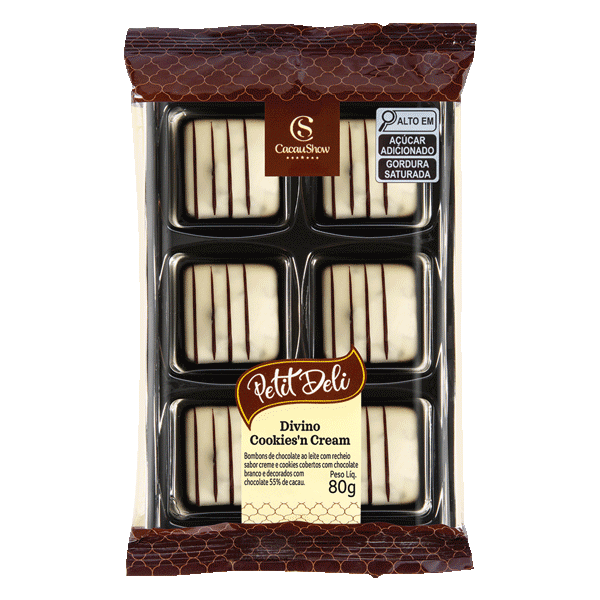 CS
CacauShow
ALTO EM
AÇÚCAR
ADICIONADO
GORDURA
SATURADA
Petit Deli
Divino
Cookies'n Cream
Bombons de chocolate ao leite com recheio
sabor creme e cookies cobertos com chocolate
branco e decorados com
chocolate 55% de cacau.
Peso Líq.
80g